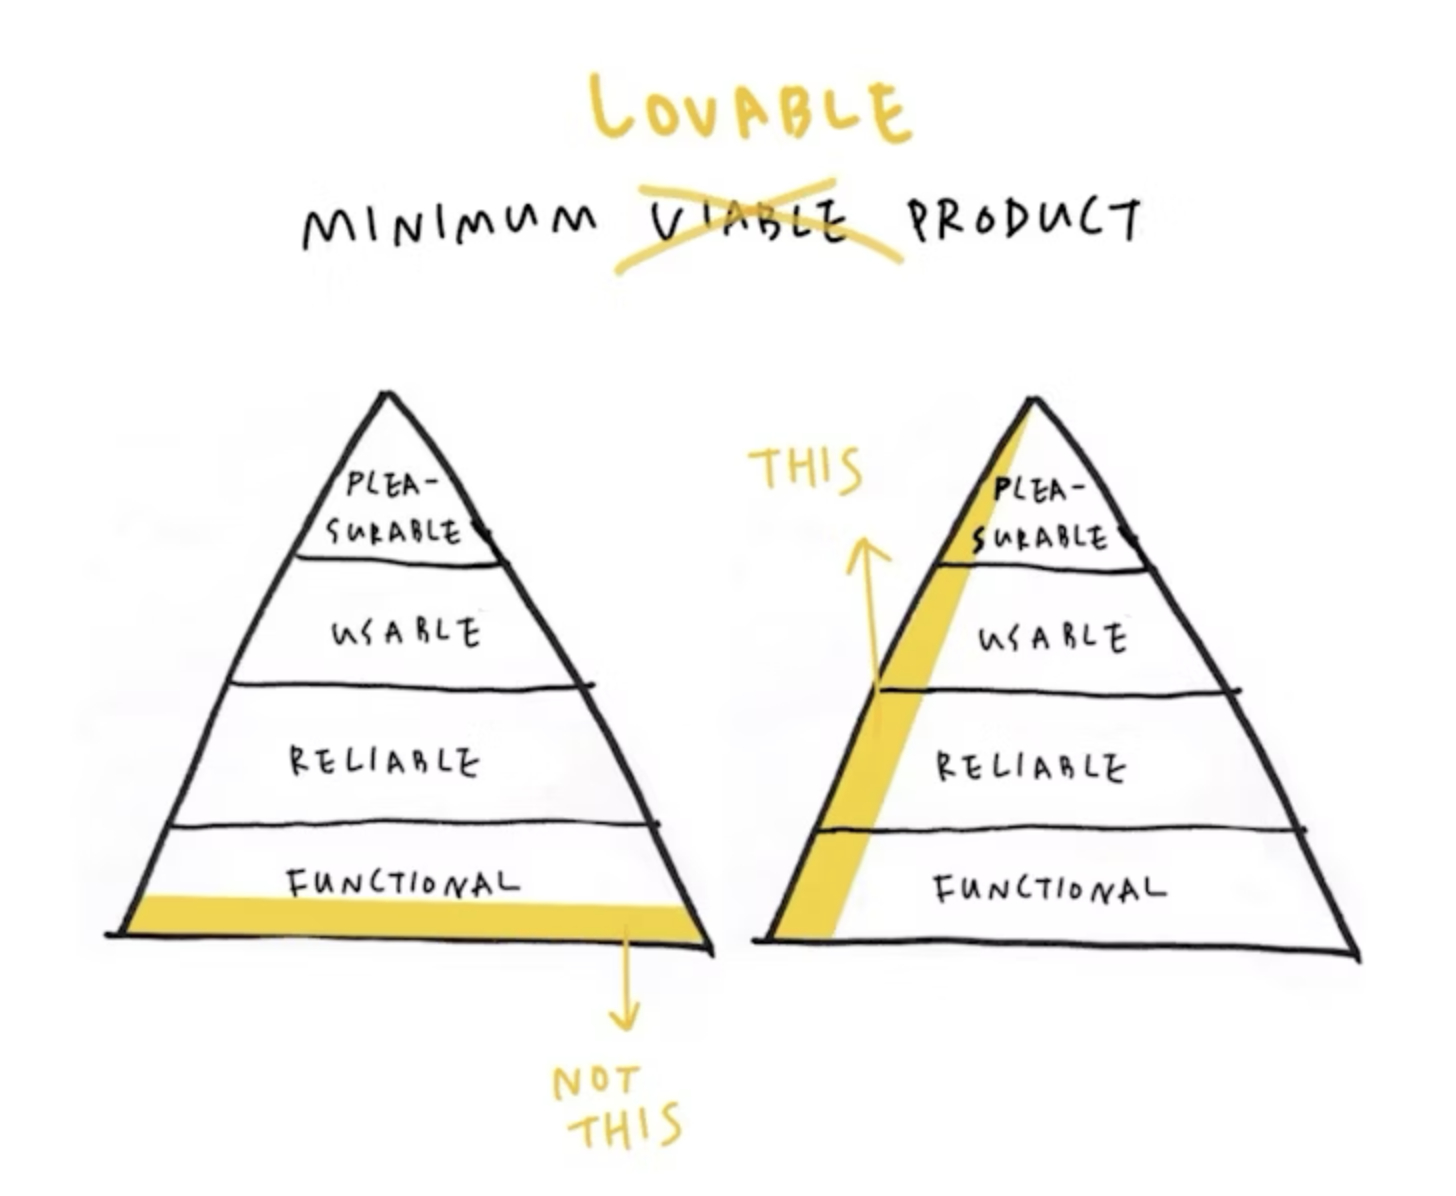 LOVABLE
MINIMUM VIABLE PRODUCT
PLEA-
SURABLE
USABLE
RELIABLE
FUNCTIONAL
NOT
THIS
THIS
PLEA-
SURABLE
USABLE
RELIABLE
FUNCTIONAL